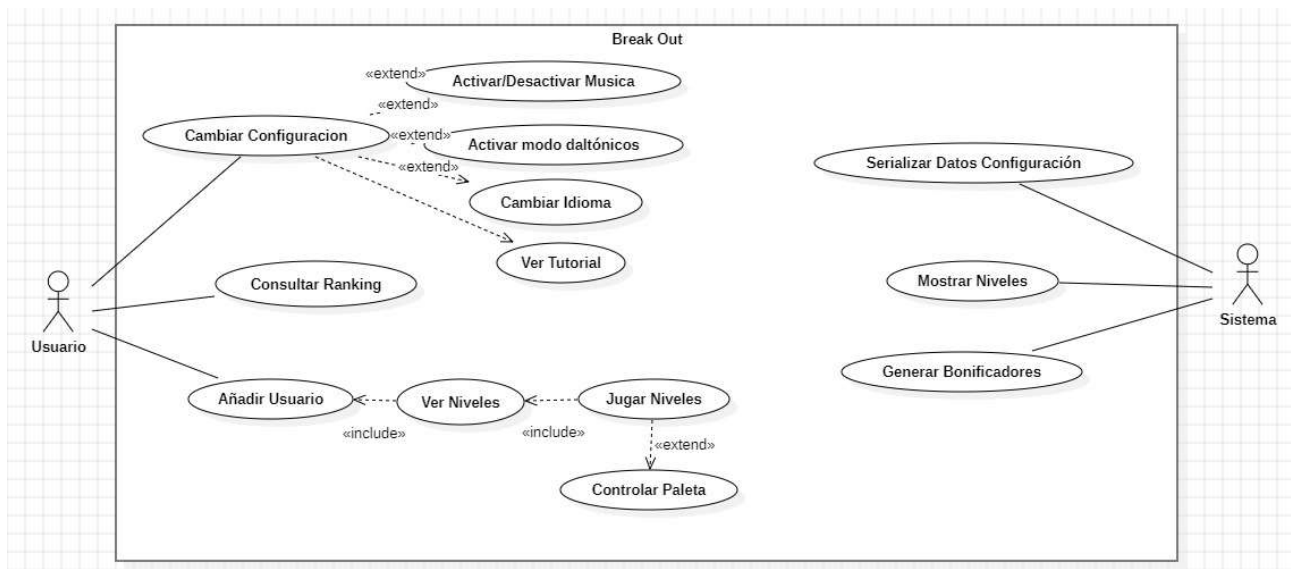 Break Out
«extend»
Activar/Desactivar Musica
«extend»
Cambiar Configuracion
«extend»
Activar modo daltónicos
«extend»
Serializar Datos Configuración
Cambiar Idioma
Ver Tutorial
Consultar Ranking
Mostrar Niveles
Usuario
Sistema
Generar Bonificadores
Añadir Usuario
Ver Niveles
Jugar Niveles
«include»
«include»
«extend»
Controlar Paleta